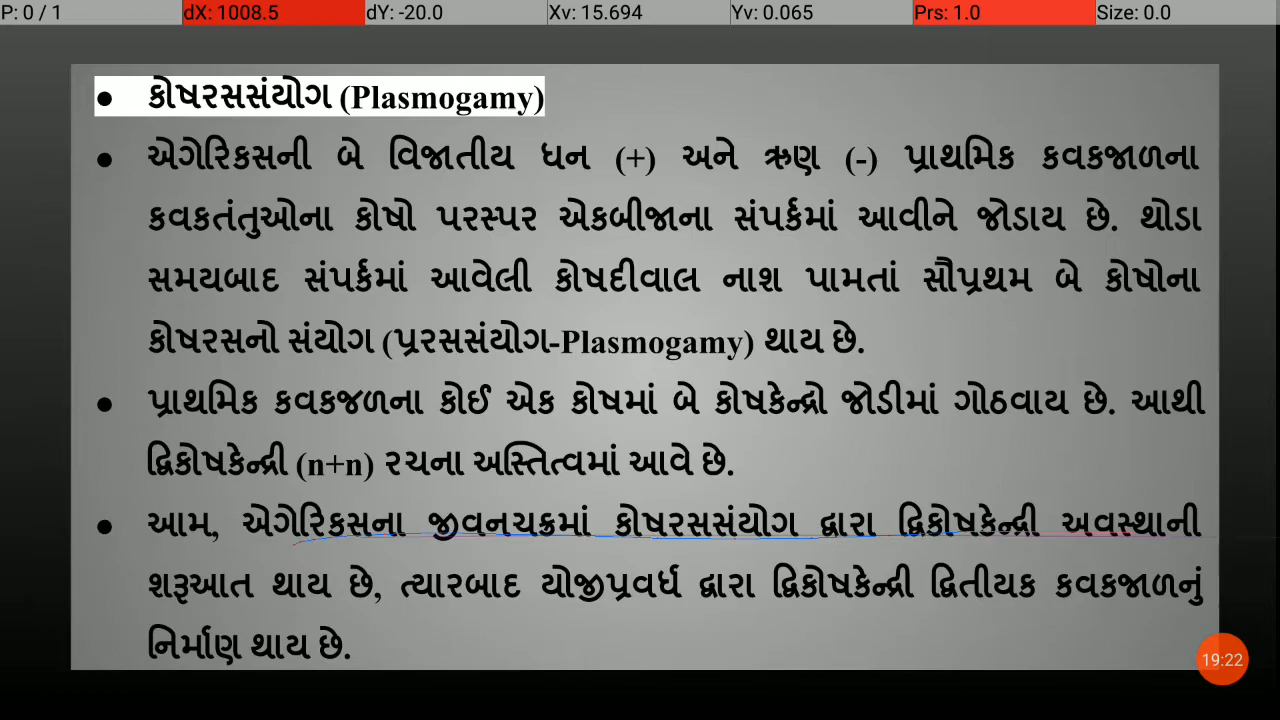 P: 0 / 1 dX: 1008.5 dY: -20.0 Xv: 15.694 Yv: 0.065 Prs: 1.0 Size: 0.0
● કોષરસસંયોગ (Plasmogamy)
● એગેરિકસની બે વિજાતીય ધન (+) અને ઋણ (-) પ્રાથમિક કવકજાળના
કવકતંતુઓના કોષો પરસ્પર એકબીજાના સંપર્કમાં આવીને જોડાય છે. થોડા
સમયબાદ સંપર્કમાં આવેલી કોષદીવાલ નાશ પામતાં સૌપ્રથમ બે કોષોના
કોષરસનો સંયોગ (પ્રરસસંયોગ-Plasmogamy) થાય છે.
● પ્રાથમિક કવકજળના કોઈ એક કોષમાં બે કોષકેન્દ્રો જોડીમાં ગોઠવાય છે. આથી
દ્વિકોષકેન્દ્રી (n+n) રચના અસ્તિત્વમાં આવે છે.
● આમ, એગેરિકસના જીવનચક્રમાં કોષરસસંયોગ દ્વારા દ્વિકોષકેન્દ્રી અવસ્થાની
શરૂઆત થાય છે, ત્યારબાદ યોજીપ્રવર્ધ દ્વારા દ્વિકોષકેન્દ્રી દ્વિતીયક કવકજાળનું
નિર્માણ થાય છે.
19:22